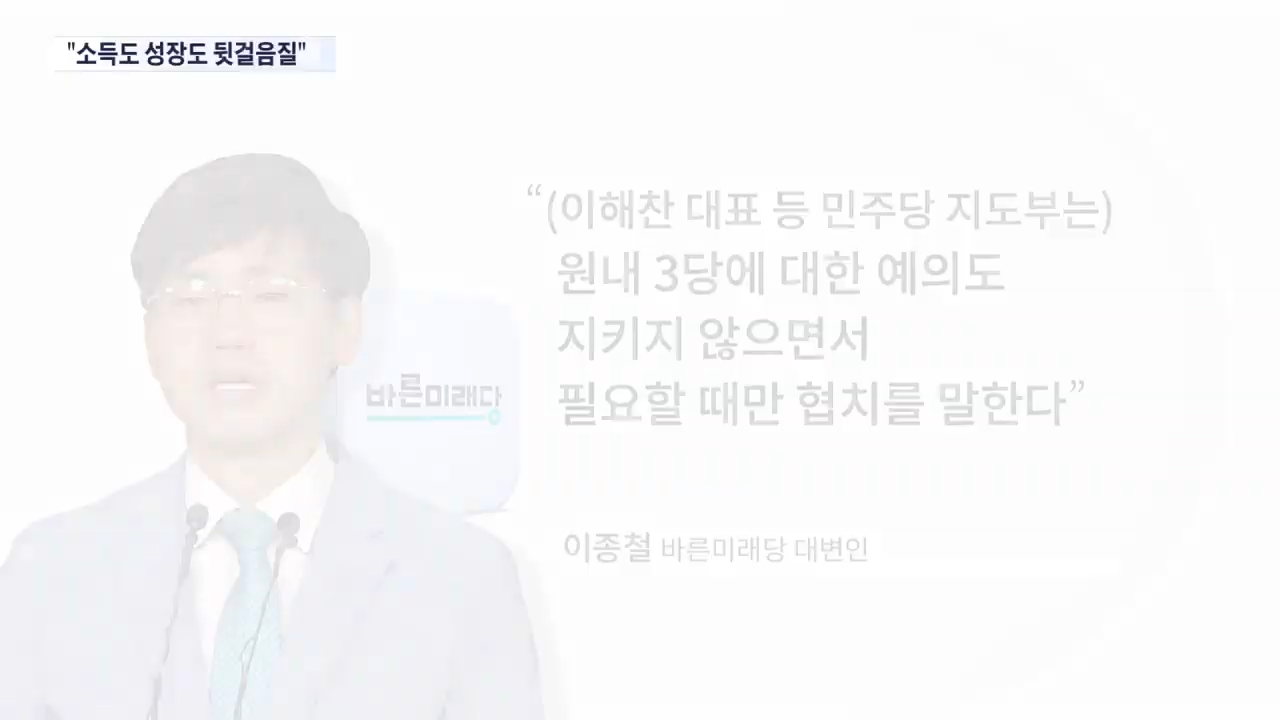 "소득도 성장도 뒷걸음질"
“(이해찬 대표 등 민주당 지도부는)
원내 3당에 대한 예의도
지키지 않으면서
필요할 때만 협치를 말한다”
바른미래당
이종철 바른미래당 대변인